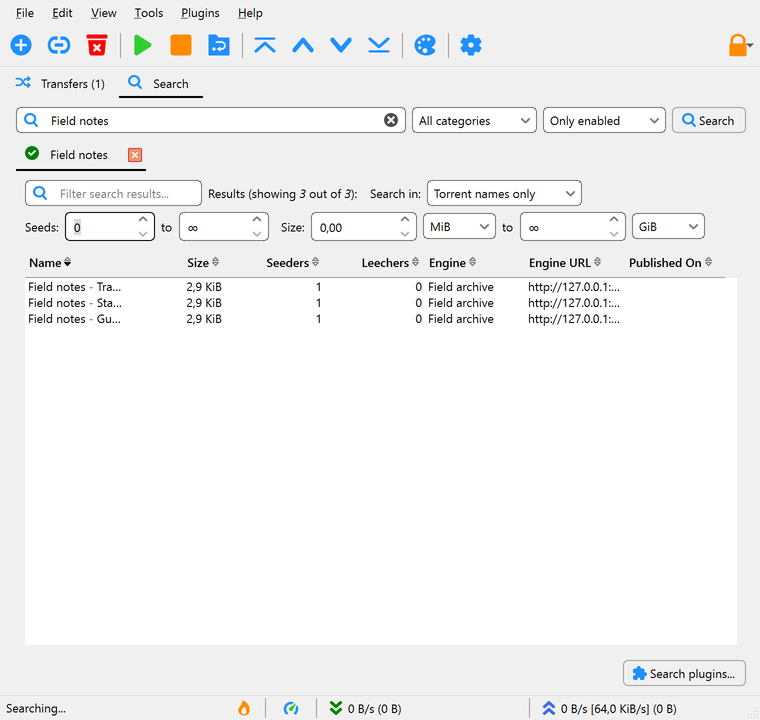 File Edit View Tools Plugins Help
Transfers (1) Search
Field notes All categories Only enabled Search
Field notes
Filter search results... Results (showing 3 out of 3): Search in: Torrent names only
Seeds: 0 to ∞ Size: 0,00 MiB to ∞ GiB
Name Size Seeders Leechers Engine Engine URL Published On
Field notes - Tra... 2,9 KiB 1 0 Field archive http://127.0.0.1:...
Field notes - Sta... 2,9 KiB 1 0 Field archive http://127.0.0.1:...
Field notes - Gu... 2,9 KiB 1 0 Field archive http://127.0.0.1:...
Search plugins...
Searching... 0 B/s (0 B) 0 B/s [64,0 KiB/s] (0 B)